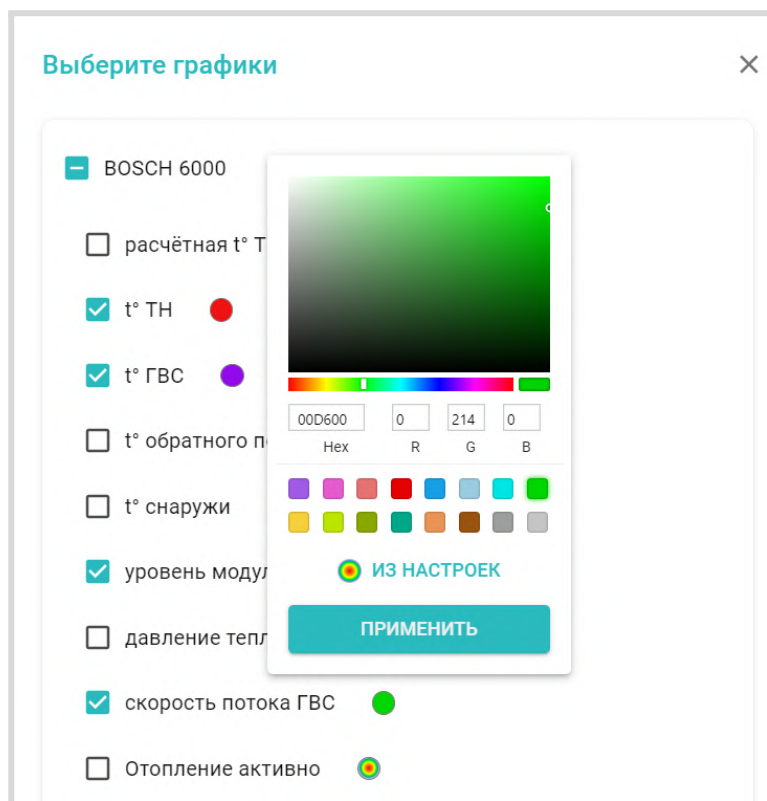 Выберите графики
BOSCH 6000
расчётная t° Т
t° ТН
t° ГВС
00D600 0 214 0
Hex R G B
t° обратного п
t° снаружи
уровень модул
ИЗ НАСТРОЕК
давление тепл
ПРИМЕНИТЬ
скорость потока ГВС
Отопление активно